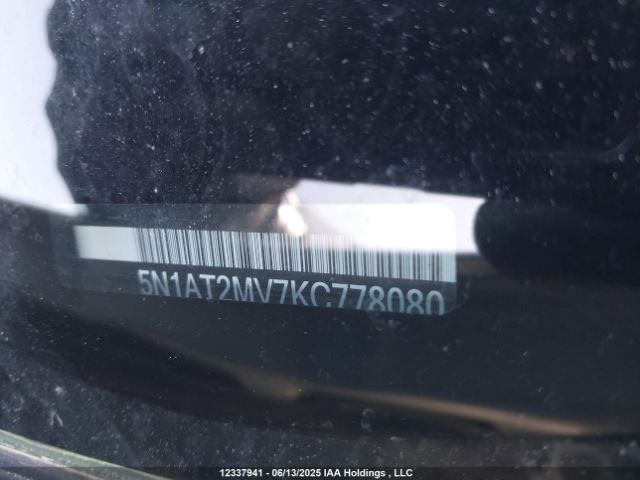 5N1AT2MV7KC778080
12337941 - 06/13/2025 IAA Holdings , LLC